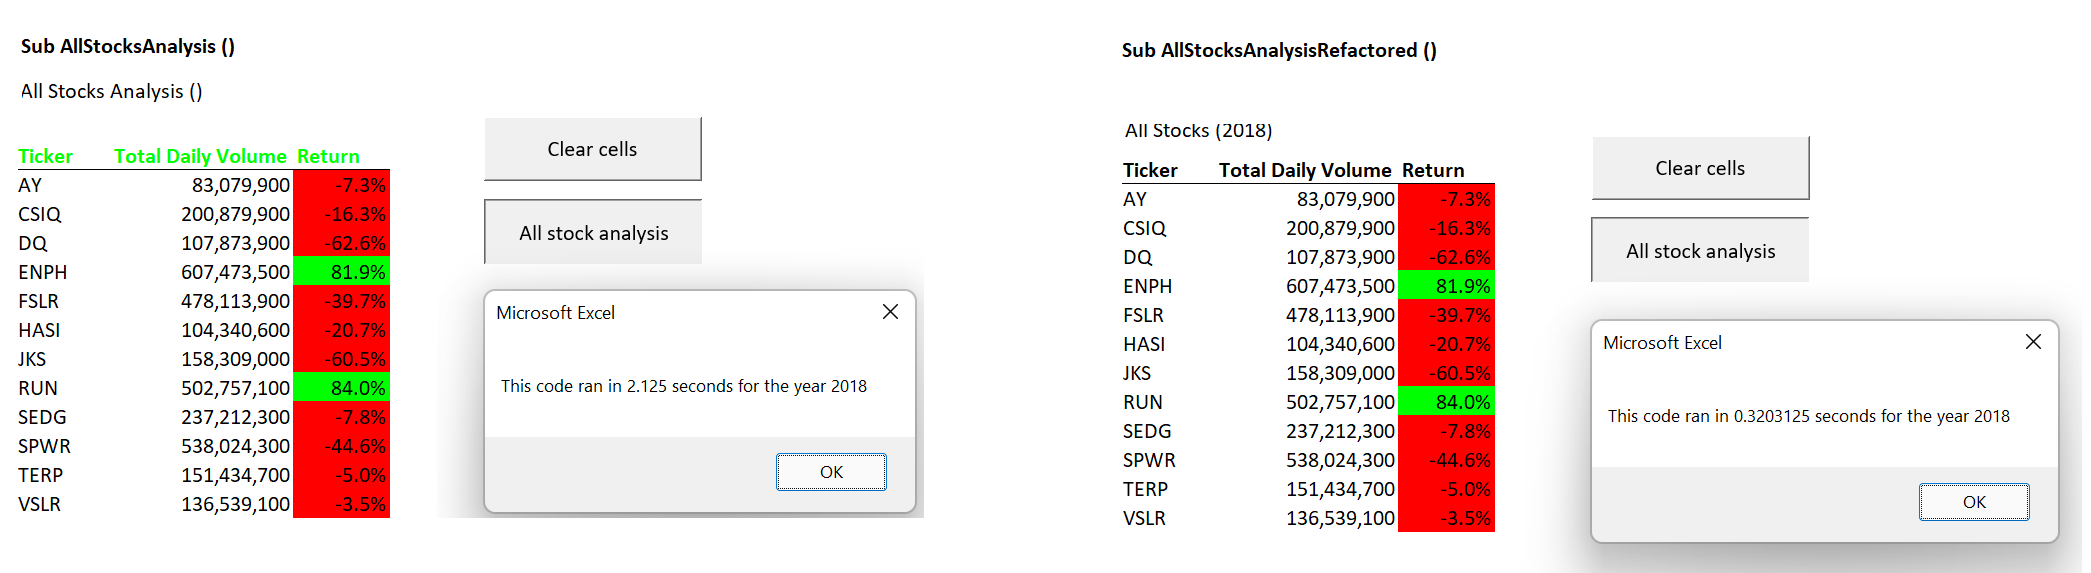 Sub AllStocksAnalysis ()
All Stocks Analysis ()
Ticker Total Daily Volume Return
AY 83,079,900 -7.3%
CSIQ 200,879,900 -16.3%
DQ 107,873,900 -62.6%
ENPH 607,473,500 81.9%
FSLR 478,113,900 -39.7%
HASI 104,340,600 -20.7%
JKS 158,309,000 -60.5%
RUN 502,757,100 84.0%
SEDG 237,212,300 -7.8%
SPWR 538,024,300 -44.6%
TERP 151,434,700 -5.0%
VSLR 136,539,100 -3.5%
Clear cells
All stock analysis
Microsoft Excel
This code ran in 2.125 seconds for the year 2018
OK
Sub AllStocksAnalysisRefactored ()
All Stocks (2018)
Ticker Total Daily Volume Return
AY 83,079,900 -7.3%
CSIQ 200,879,900 -16.3%
DQ 107,873,900 -62.6%
ENPH 607,473,500 81.9%
FSLR 478,113,900 -39.7%
HASI 104,340,600 -20.7%
JKS 158,309,000 -60.5%
RUN 502,757,100 84.0%
SEDG 237,212,300 -7.8%
SPWR 538,024,300 -44.6%
TERP 151,434,700 -5.0%
VSLR 136,539,100 -3.5%
Clear cells
All stock analysis
Microsoft Excel
This code ran in 0.3203125 seconds for the year 2018
OK